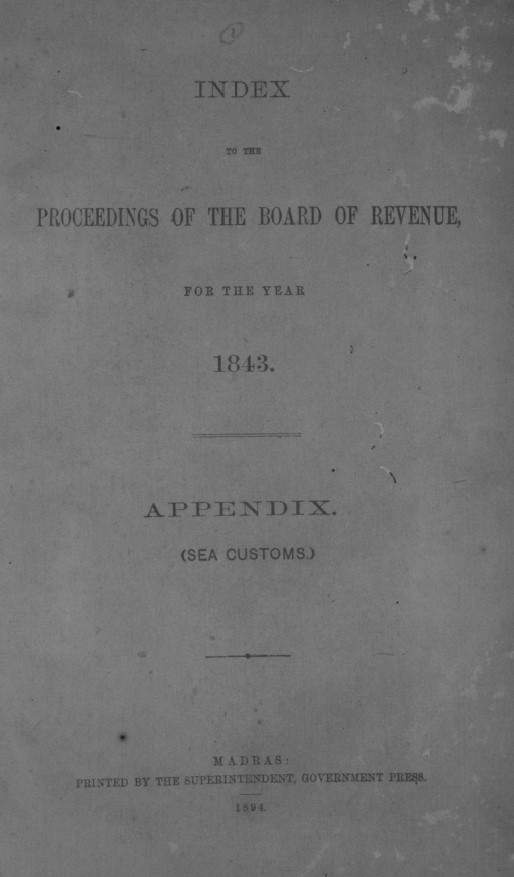 1
INDEX
TO THE
PROCEEDINGS OF THE BOARD OF REVENUE,
FOR THE YEAR
1843.
APPENDIX.
(SEA CUSTOMS.)
MADRAS:
PRINTED BY THE SUPERINTENDENT, GOVERNMENT PRESS.
1894.